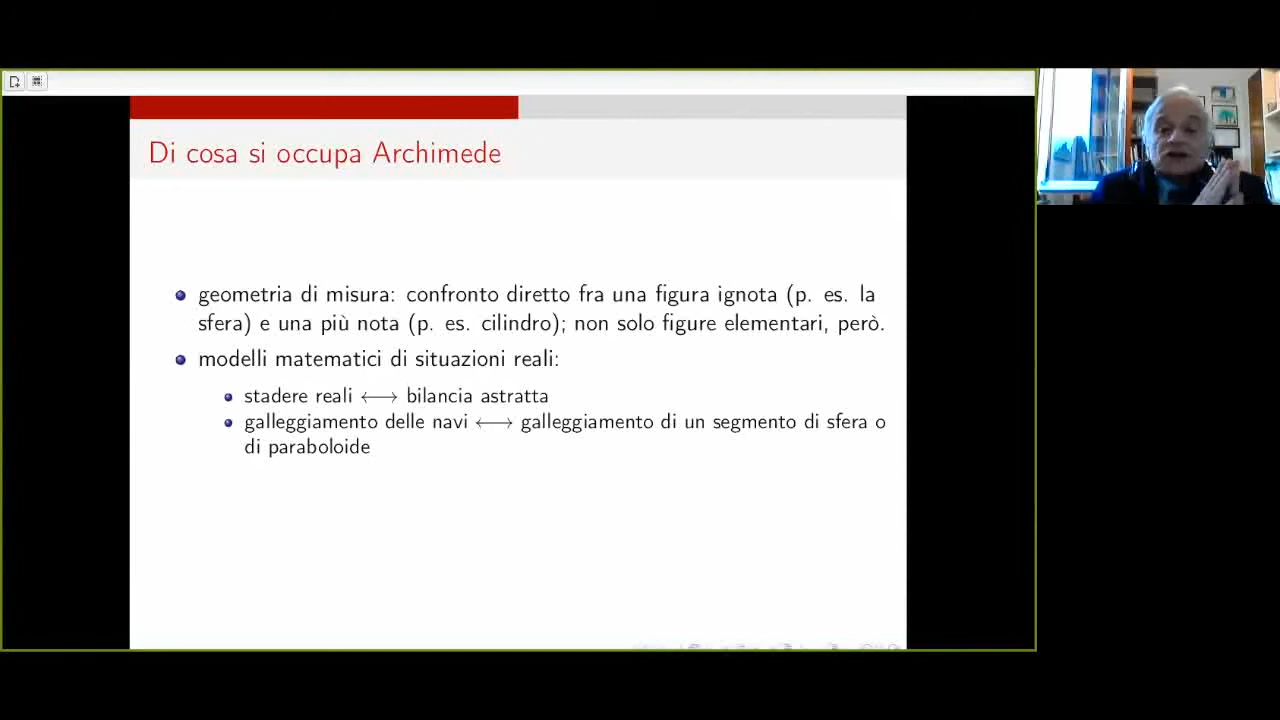 Di cosa si occupa Archimede
geometria di misura: confronto diretto fra una figura ignota (p. es. la
sfera) e una più nota (p. es. cilindro); non solo figure elementari, però.
modelli matematici di situazioni reali:
stadere reali ⟷ bilancia astratta
galleggiamento delle navi ⟷ galleggiamento di un segmento di sfera o
di paraboloide